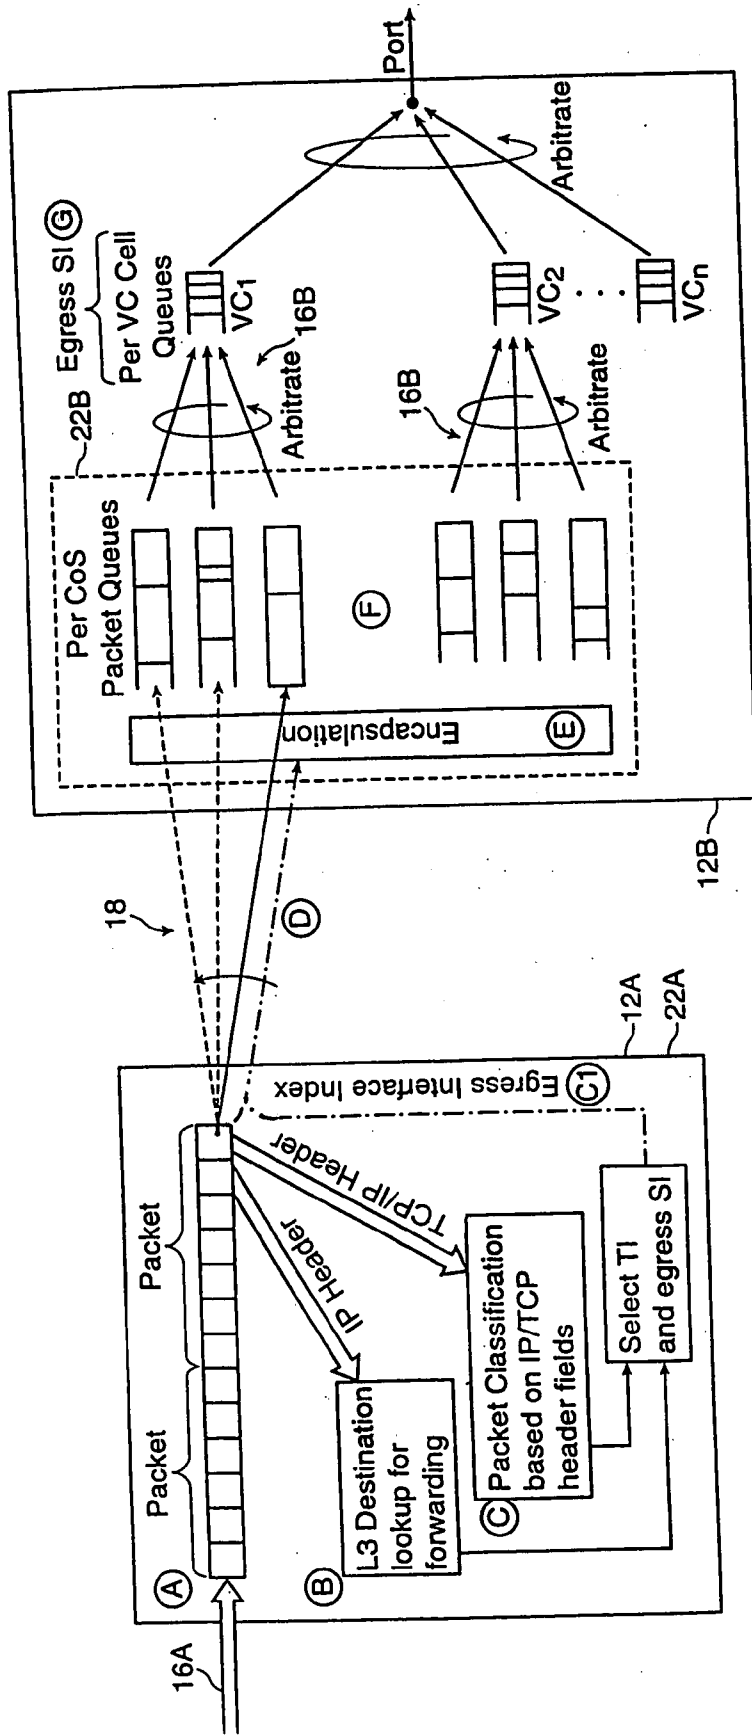 16A
A
Packet
Packet
IP Header
TCP/IP Header
B
L3 Destination
lookup for
forwarding
C
Packet Classification
based on IP/TCP
header fields
Select TI
and egress SI
Egress Interface Index
C1
12A
22A
18
D
12B
22B
Per CoS
Packet Queues
Encapsulation
E
F
Egress SI
G
Per VC Cell
Queues
VC1
16B
Arbitrate
16B
VC2
Arbitrate
. . . .
VCn
Arbitrate
Port